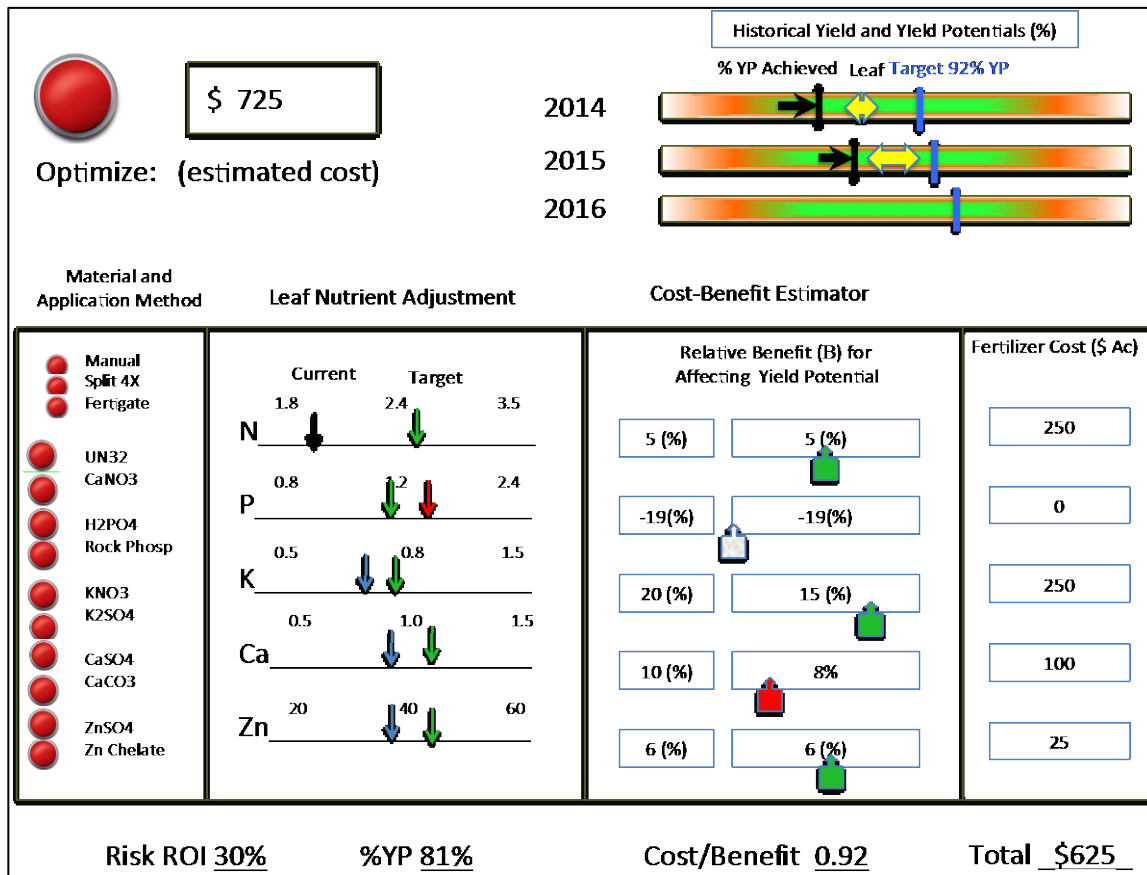 Historical Yield and YIeld Potentials (%)
% YP Achieved Leaf Target 92% YP
$ 725
2014
2015
Optimize: (estimated cost)
2016
Material and
Application Method
Leaf Nutrient Adjustment
Cost-Benefit Estimator
Manual
Split 4X
Fertigate
UN32
CaNO3
H2PO4
Rock Phosp
KNO3
K2SO4
CaSO4
CaCO3
ZnSO4
Zn Chelate
Current Target
1.8 2.4 3.5
N
0.8 1.2 2.4
P
0.5 0.8 1.5
K
0.5 1.0 1.5
Ca
20 40 60
Zn
Relative Benefit (B) for
Affecting Yield Potential
5 (%) 5 (%)
-19(%) -19(%)
20 (%) 15 (%)
10 (%) 8%
6 (%) 6 (%)
Fertilizer Cost ($ Ac)
250
0
250
100
25
Risk ROI 30% %YP 81% Cost/Benefit 0.92 Total _$625_